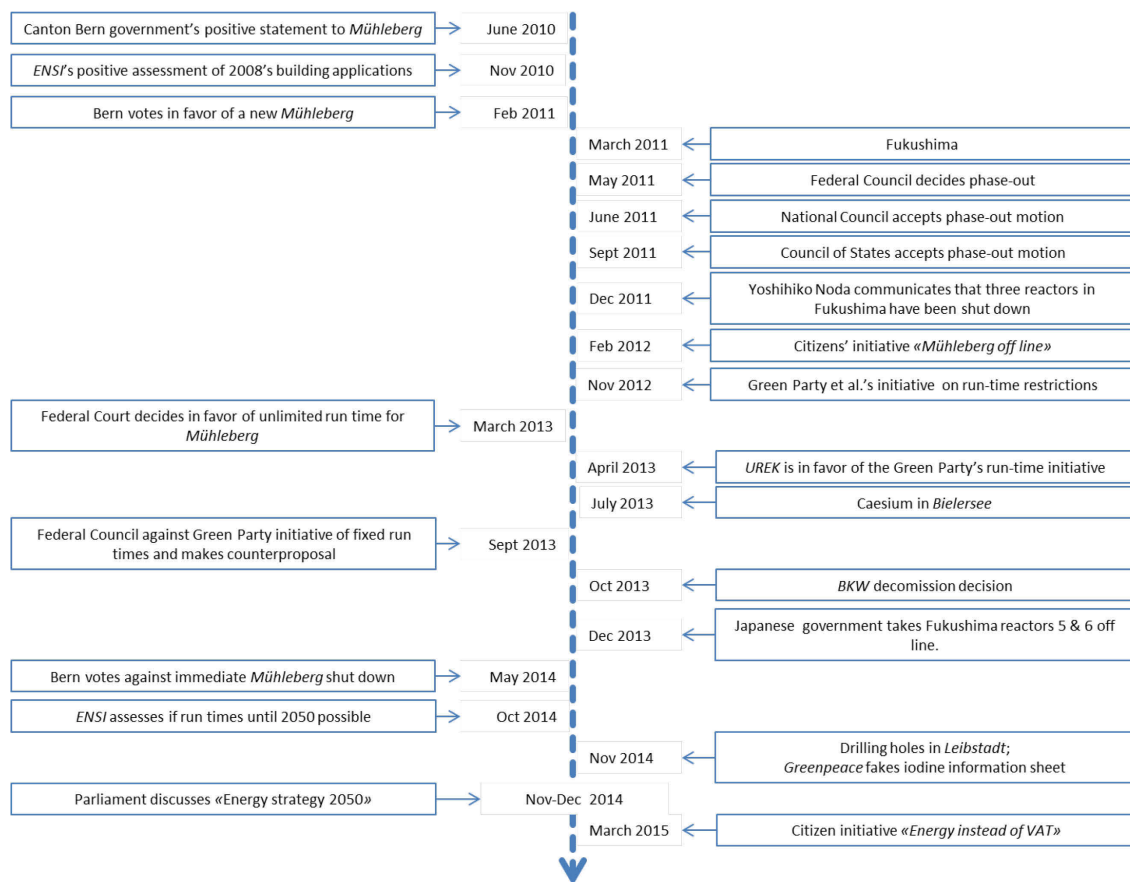 Canton Bern government's positive statement to Mühleberg
June 2010
ENSI's positive assessment of 2008's building applications
Nov 2010
Bern votes in favor of a new Mühleberg
Feb 2011
March 2011
Fukushima
May 2011
Federal Council decides phase-out
June 2011
National Council accepts phase-out motion
Sept 2011
Council of States accepts phase-out motion
Dec 2011
Yoshihiko Noda communicates that three reactors in
Fukushima have been shut down
Feb 2012
Citizens' initiative «Mühleberg off line»
Nov 2012
Green Party et al.'s initiative on run-time restrictions
Federal Court decides in favor of unlimited run time for
Mühleberg
March 2013
April 2013
UREK is in favor of the Green Party's run-time initiative
July 2013
Caesium in Bielersee
Federal Council against Green Party initiative of fixed run
times and makes counterproposal
Sept 2013
Oct 2013
BKW decomission decision
Dec 2013
Japanese government takes Fukushima reactors 5 & 6 off
line.
Bern votes against immediate Mühleberg shut down
May 2014
ENSI assesses if run times until 2050 possible
Oct 2014
Nov 2014
Drilling holes in Leibstadt;
Greenpeace fakes iodine information sheet
Parliament discusses «Energy strategy 2050»
Nov-Dec 2014
March 2015
Citizen initiative «Energy instead of VAT»